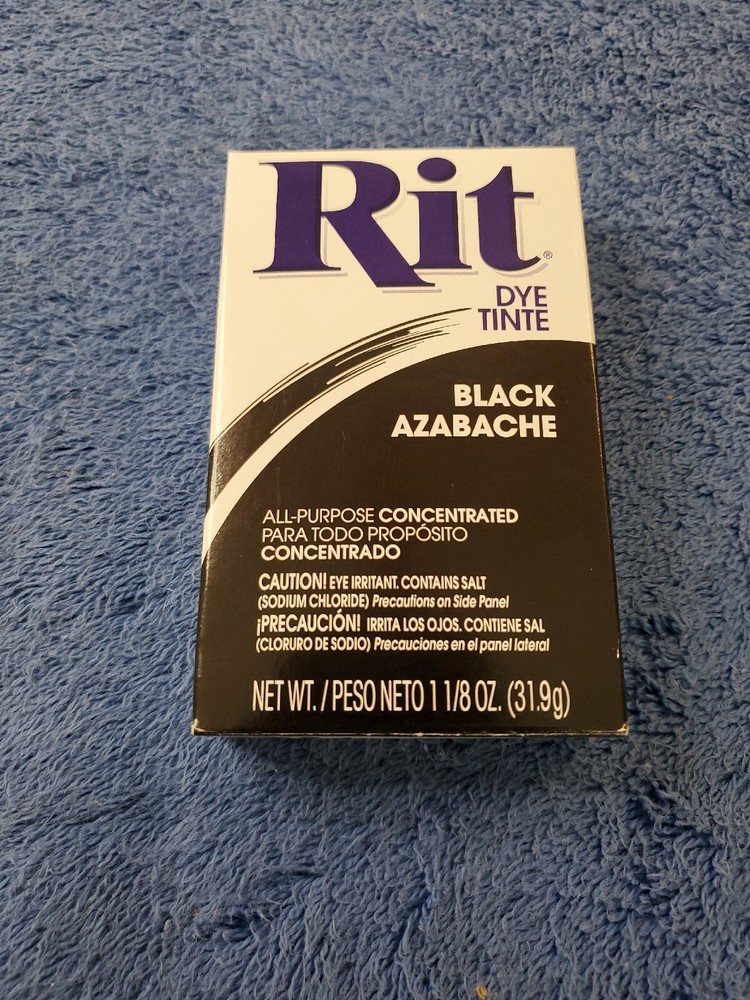 Rit®
DYE
TINTE
BLACK
AZABACHE
ALL-PURPOSE CONCENTRATED
PARA TODO PROPÓSITO
CONCENTRADO
CAUTION! EYE IRRITANT. CONTAINS SALT
(SODIUM CHLORIDE) Precautions on Side Panel
¡PRECAUCIÓN! IRRITA LOS OJOS. CONTIENE SAL
(CLORURO DE SODIO) Precauciones en el panel lateral
NET WT. / PESO NETO 1 1/8 OZ. (31.9g)